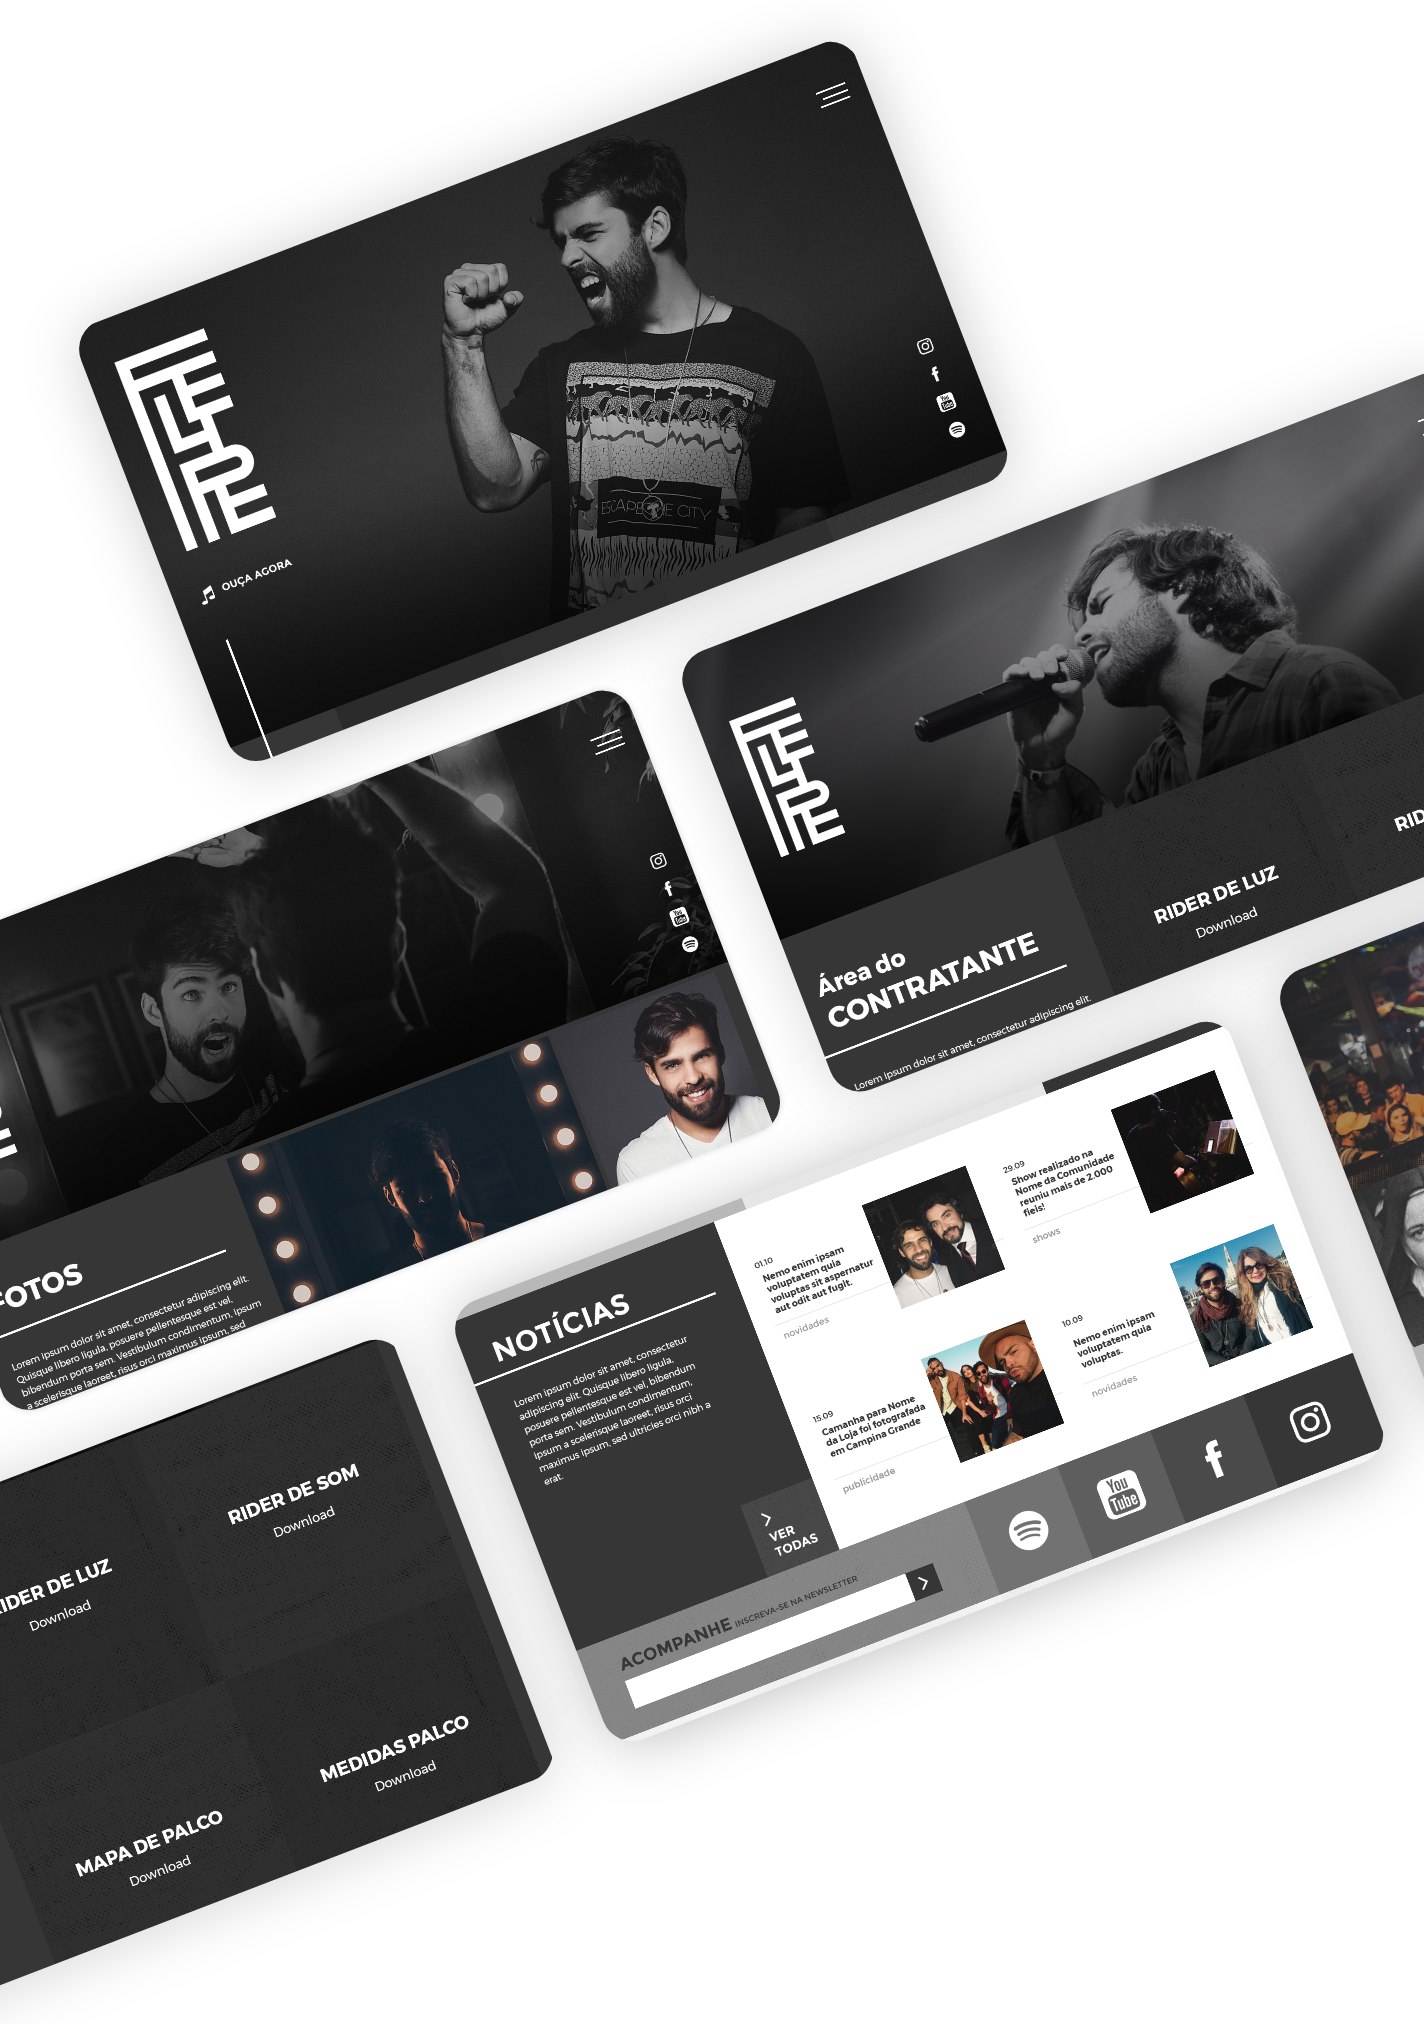 FELIPE
OUÇA AGORA
ESCAPE THE CITY
You
Tube
FELIPE
RIDER DE LUZ
Download
Área do
CONTRATANTE
Lorem ipsum dolor sit amet, consectetur adipiscing elit.
You
Tube
FOTOS
Lorem ipsum dolor sit amet, consectetur adipiscing elit.
Quisque libero ligula, posuere pellentesque est vel,
bibendum porta sem. Vestibulum condimentum, ipsum
a scelerisque laoreet, risus orci maximus ipsum, sed
NOTÍCIAS
Lorem ipsum dolor sit amet, consectetur
adipiscing elit. Quisque libero ligula,
posuere pellentesque est vel, bibendum
porta sem. Vestibulum condimentum,
ipsum a scelerisque laoreet, risus orci
maximus ipsum, sed ultricies orci nibh a
erat.
VER
TODAS
01.10
Nemo enim ipsam
voluptatem quia
voluptas sit aspernatur
aut odit aut fugit.
novidades
29.09
Show realizado na
Nome da Comunidade
reuniu mais de 2.000
fieis!
shows
15.09
Camanha para Nome
da Loja foi fotografada
em Campina Grande
publicidade
10.09
Nemo enim ipsam
voluptatem quia
voluptas.
novidades
ACOMPANHE INSCREVA-SE NA NEWSLETTER
You
Tube
RIDER DE SOM
Download
IDER DE LUZ
Download
MEDIDAS PALCO
Download
MAPA DE PALCO
Download